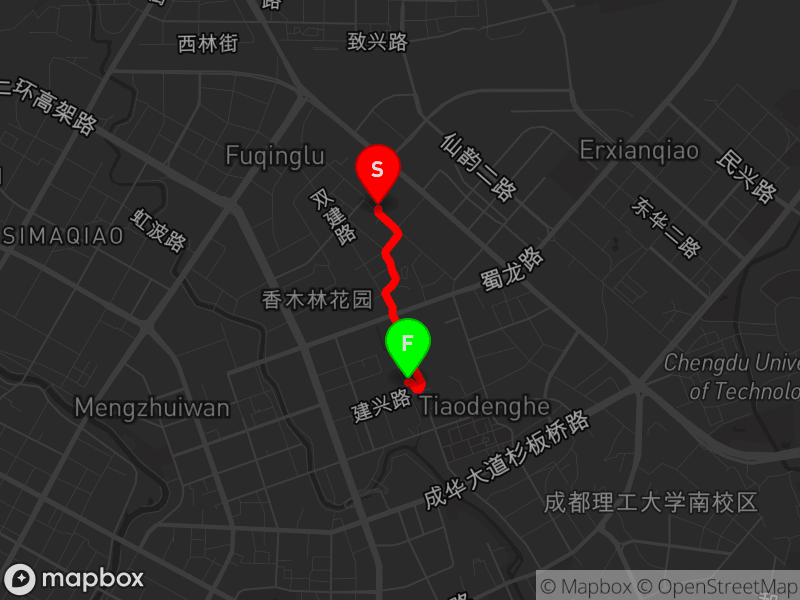 西林街
致兴路
路
二环高架路
Fuqinglu
S
仙韵二路
Erxianqiao
民兴路
双建路
虹波路
SIMAQIAO
东华二路
蜀龙路
香木林花园
F
Chengdu Unive
of Technolo
Mengzhuiwan
建兴路
Tiaodenghe
成华大道杉板桥路
成都理工大学南校区
mapbox
© Mapbox © OpenStreetMap